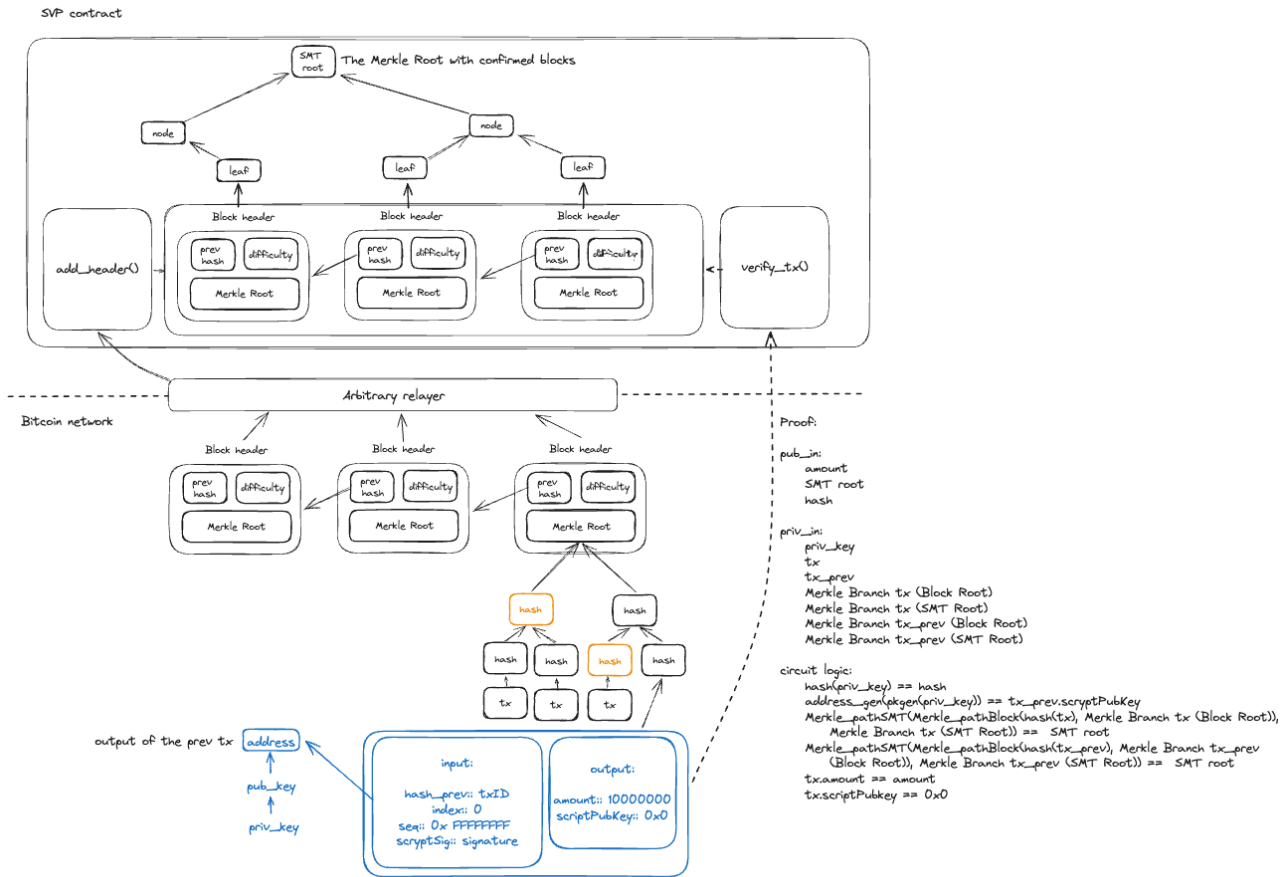 SVP contract
SMT
root
The Merkle Root with confirmed blocks
node
node
leaf
leaf
leaf
Block header
Block header
Block header
add_header()
prev
hash
difficulty
Merkle Root
prev
hash
difficulty
Merkle Root
prev
hash
difficulty
Merkle Root
verify_tx()
Arbitrary relayer
Bitcoin network
Block header
Block header
Block header
prev
hash
difficulty
Merkle Root
prev
hash
difficulty
Merkle Root
prev
hash
difficulty
Merkle Root
hash
hash
hash
hash
hash
hash
tx
tx
tx
output of the prev tx
address
pub_key
priv_key
input:
hash_prev:: txID
index:: 0
seq:: 0x FFFFFFFF
scryptSig:: signature
output:
amount:: 10000000
scriptPubKey:: 0x0
Proof:
pub_in:
amount
SMT root
hash
priv_in:
priv_key
tx
tx_prev
Merkle Branch tx (Block Root)
Merkle Branch tx (SMT Root)
Merkle Branch tx_prev (Block Root)
Merkle Branch tx_prev (SMT Root)
circuit logic:
hash(priv_key) == hash
address_gen(pkgen(priv_key)) == tx_prev.scryptPubKey
Merkle_pathSMT(Merkle_pathBlock(hash(tx), Merkle Branch tx (Block Root)),
Merkle Branch tx (SMT Root)) == SMT root
Merkle_pathSMT(Merkle_pathBlock(hash(tx_prev), Merkle Branch tx_prev
(Block Root)), Merkle Branch tx_prev (SMT Root)) == SMT root
tx.amount == amount
tx.scriptPubkey == 0x0